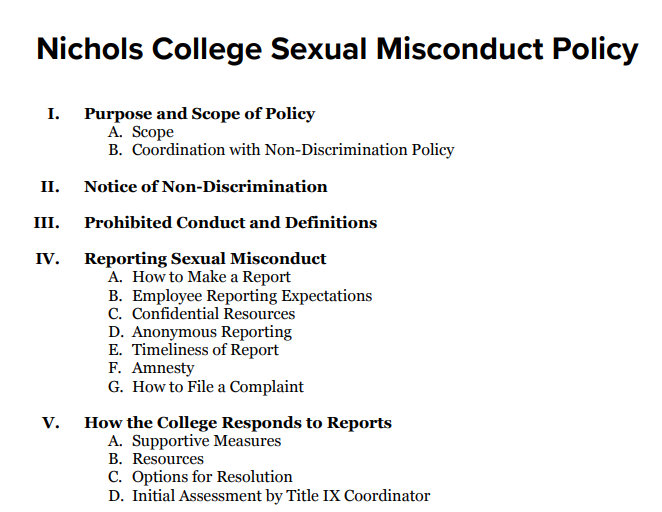 Nichols College Sexual Misconduct Policy
I. Purpose and Scope of Policy
A. Scope
B. Coordination with Non-Discrimination Policy
II. Notice of Non-Discrimination
III. Prohibited Conduct and Definitions
IV. Reporting Sexual Misconduct
A. How to Make a Report
B. Employee Reporting Expectations
C. Confidential Resources
D. Anonymous Reporting
E. Timeliness of Report
F. Amnesty
G. How to File a Complaint
V. How the College Responds to Reports
A. Supportive Measures
B. Resources
C. Options for Resolution
D. Initial Assessment by Title IX Coordinator